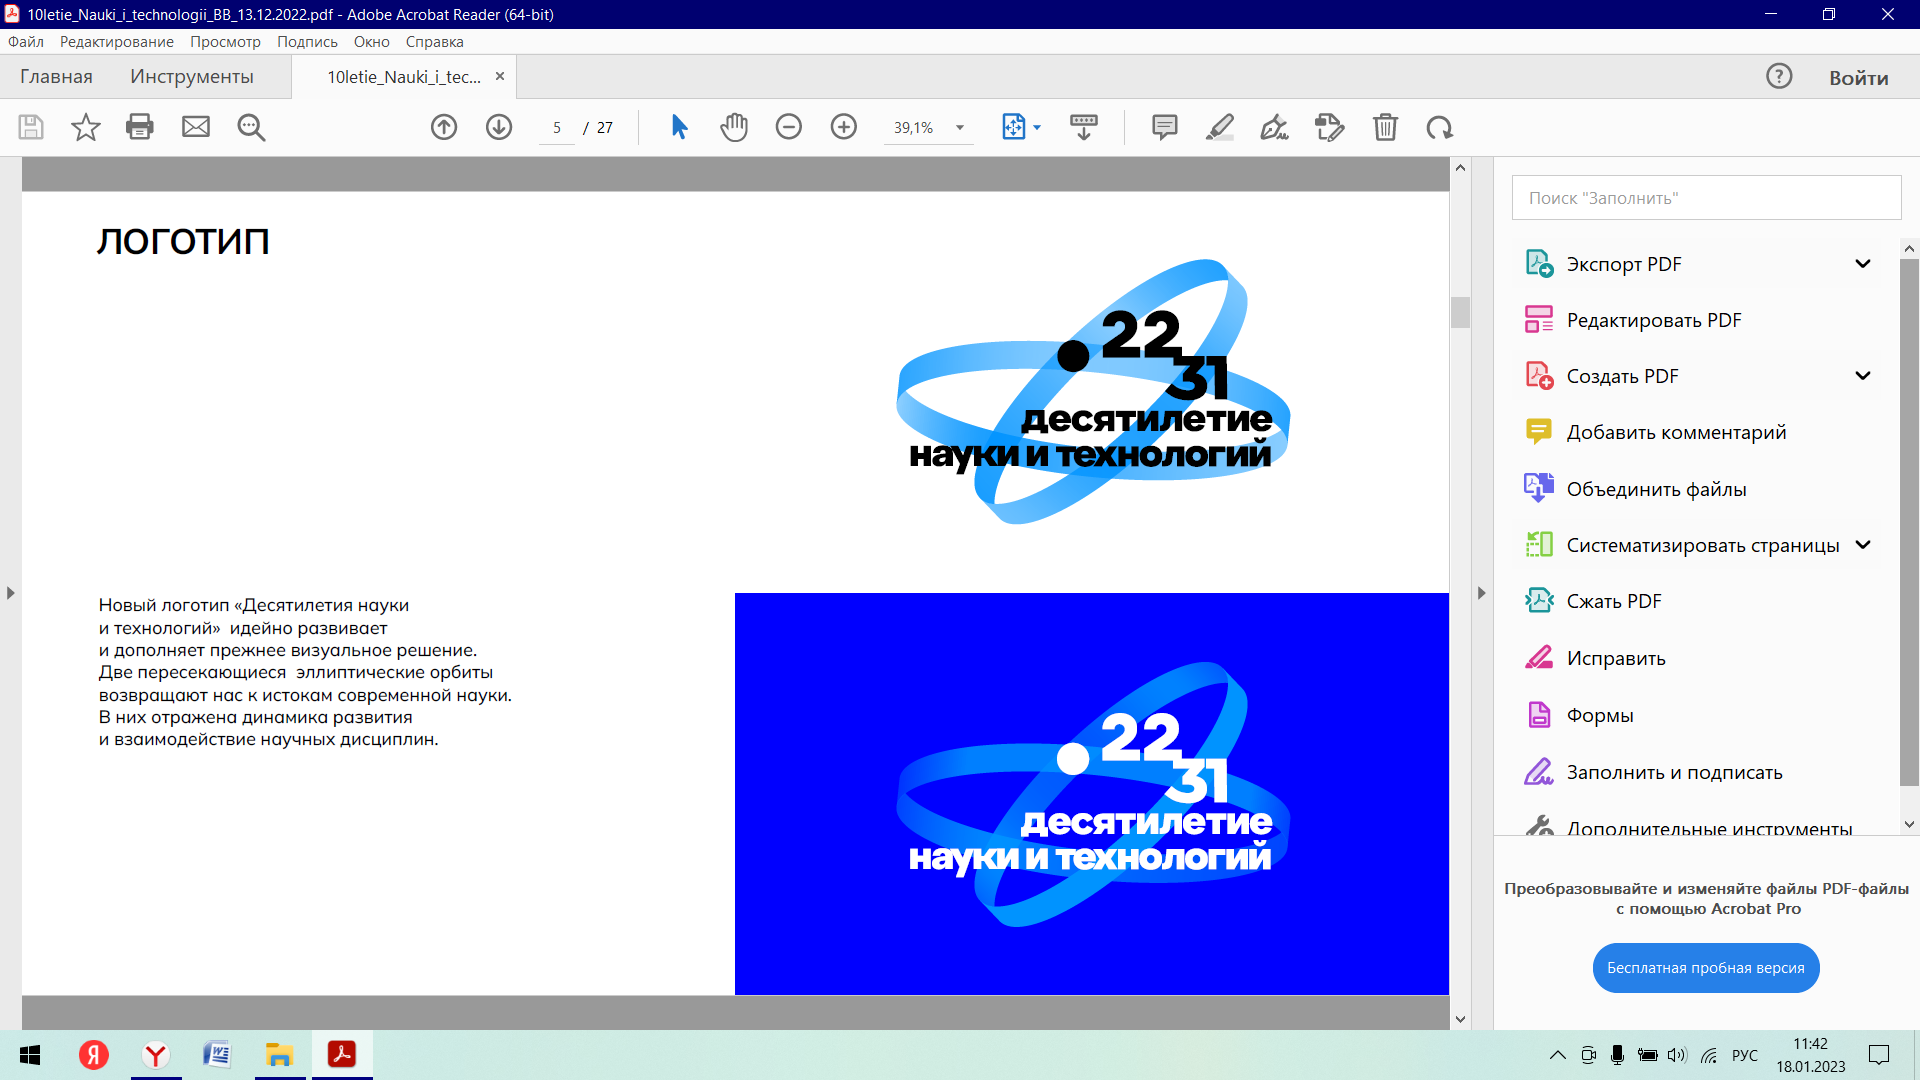 10letie_Nauki_i_technologii_BB_13.12.2022.pdf - Adobe Acrobat Reader (64-bit)
Файл Редактирование Просмотр Подпись Окно Справка
Главная Инструменты 10letie_Nauki_i_tec... Войти
5 / 27 39,1%
ЛОГОТИП
.22
31
десятилетие
науки и технологий
Новый логотип «Десятилетия науки
и технологий» идейно развивает
и дополняет прежнее визуальное решение.
Две пересекающиеся эллиптические орбиты
возвращают нас к истокам современной науки.
В них отражена динамика развития
и взаимодействие научных дисциплин.
.22
31
десятилетие
науки и технологий
Поиск "Заполнить"
Экспорт PDF
Редактировать PDF
Создать PDF
Добавить комментарий
Объединить файлы
Систематизировать страницы
Сжать PDF
Исправить
Формы
Заполнить и подписать
Дополнительные инструменты
Преобразовывайте и изменяйте файлы PDF-файлы
с помощью Acrobat Pro
Бесплатная пробная версия
РУС
11:42
18.01.2023